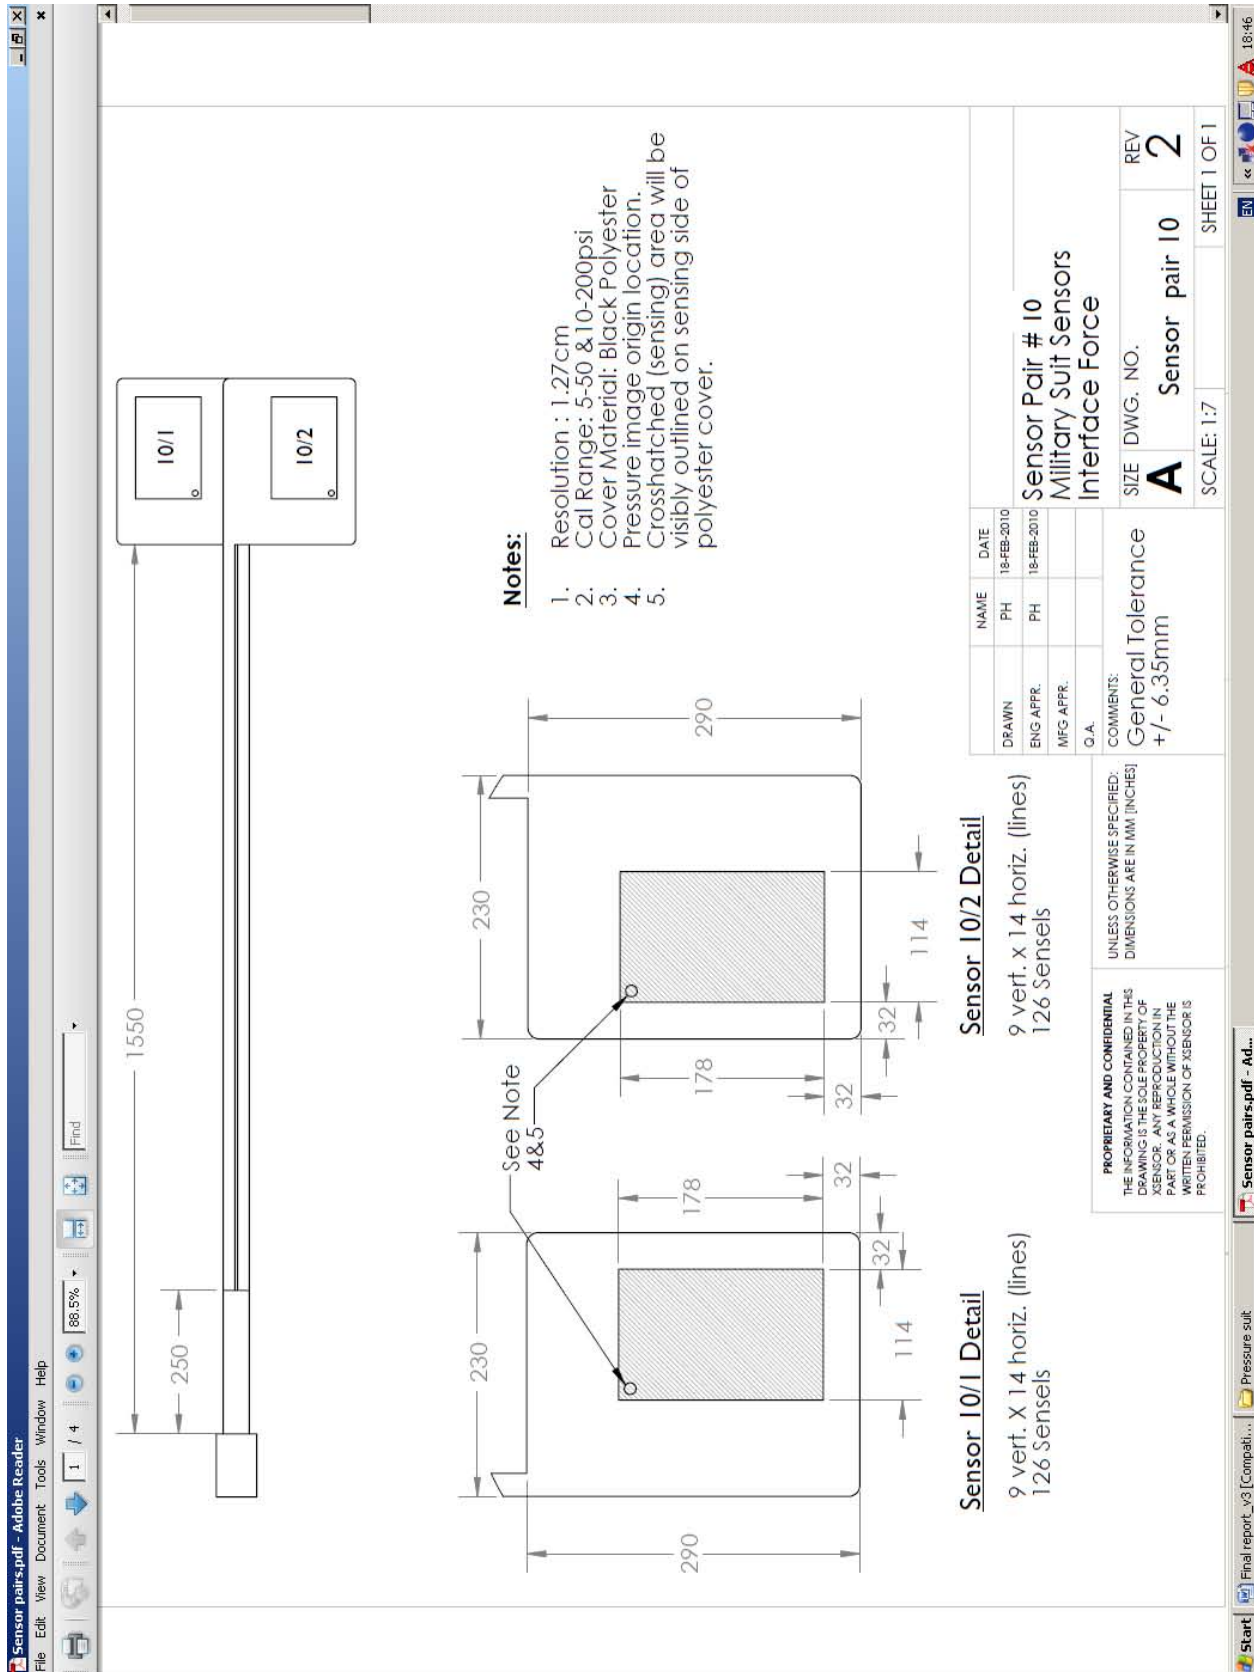 Sensor pairs.pdf - Adobe Reader
File Edit View Document Tools Window Help
1 / 4 88.5% Find
1550
250
10/1
10/2
Notes:
1. Resolution : 1.27cm
2. Cal Range: 5-50 &10-200psi
3. Cover Material: Black Polyester
4. Pressure image origin location.
5. Crosshatched (sensing) area will be
visibly outlined on sensing side of
polyester cover.
230
290
178
32
32
114
See Note
4&5
230
290
178
32
32
114
Sensor 10/1 Detail
9 vert. X 14 horiz. (lines)
126 Sensels
Sensor 10/2 Detail
9 vert. x 14 horiz. (lines)
126 Sensels
PROPRIETARY AND CONFIDENTIAL
THE INFORMATION CONTAINED IN THIS
DRAWING IS THE SOLE PROPERTY OF
XSENSOR. ANY REPRODUCTION IN
PART OR AS A WHOLE WITHOUT THE
WRITTEN PERMISSION OF XSENSOR IS
PROHIBITED.
UNLESS OTHERWISE SPECIFIED:
DIMENSIONS ARE IN MM [INCHES]
NAME DATE
DRAWN PH 18-FEB-2010
ENG APPR. PH 18-FEB-2010
MFG APPR.
Q.A.
COMMENTS:
General Tolerance
+/- 6.35mm
Sensor Pair # 10
Military Suit Sensors
Interface Force
SIZE DWG. NO. REV
A Sensor pair 10 2
SCALE: 1:7 SHEET 1 OF 1
Start Final report_v3 [Compati... Pressure suit Sensor pairs.pdf - Ad... EN « 18:46